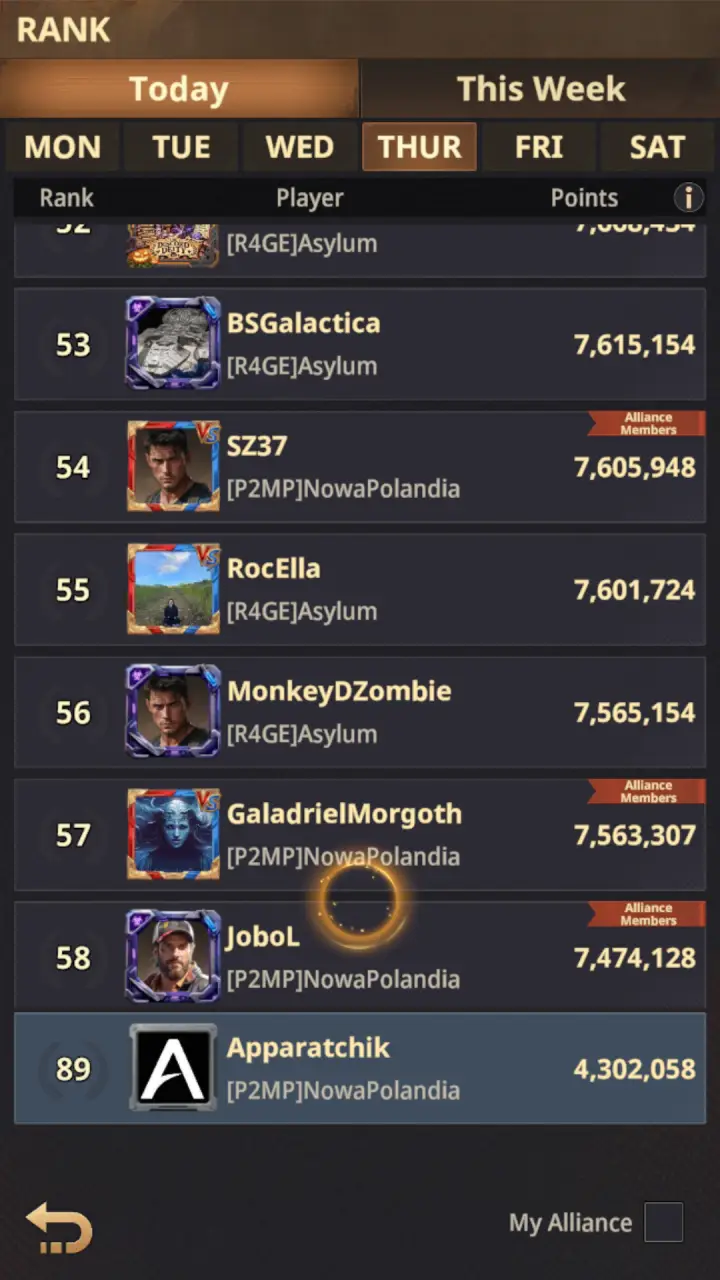 RANK
Today
This Week
MON TUE WED THUR FRI SAT
Rank Player Points
[R4GE]Asylum
53
BSGalactica
[R4GE]Asylum
7,615,154
Alliance
Members
54
SZ37
[P2MP]NowaPolandia
7,605,948
55
RocElla
[R4GE]Asylum
7,601,724
56
MonkeyDZombie
[R4GE]Asylum
7,565,154
Alliance
Members
57
GaladrielMorgoth
[P2MP]NowaPolandia
7,563,307
Alliance
Members
58
JoboL
[P2MP]NowaPolandia
7,474,128
89
Apparatchik
[P2MP]NowaPolandia
4,302,058
My Alliance